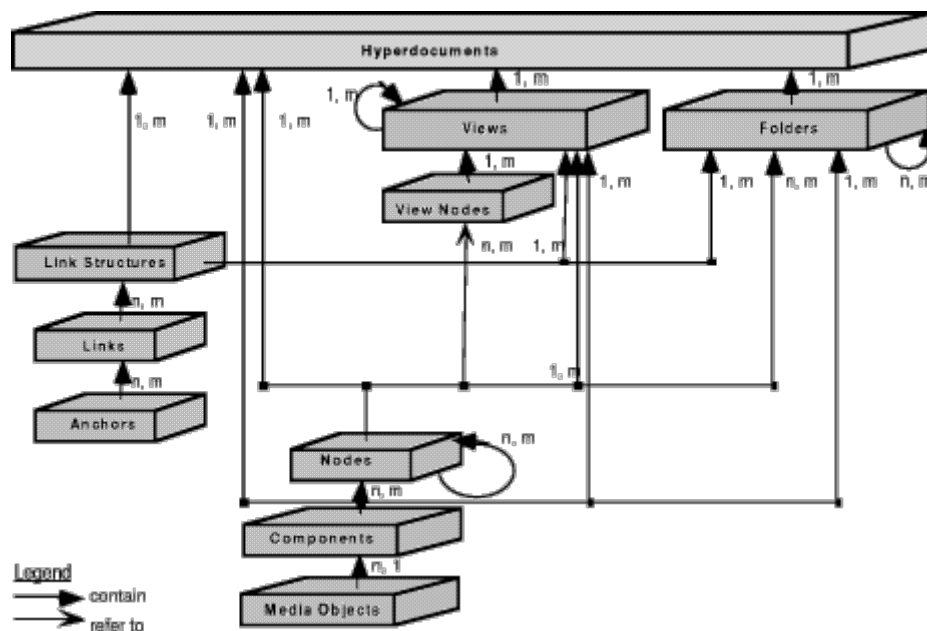 Hyperdocuments
1, m
1, m
1, m
1, m
1, m
1, m
Views
Folders
1, m
1, m
1, m
n, m
1, m
n, m
View Nodes
n, m
1, m
Link Structures
n, m
Links
1, m
n, m
Anchors
n, m
Nodes
n, m
Components
n, 1
Legend
contain
Media Objects
refer to